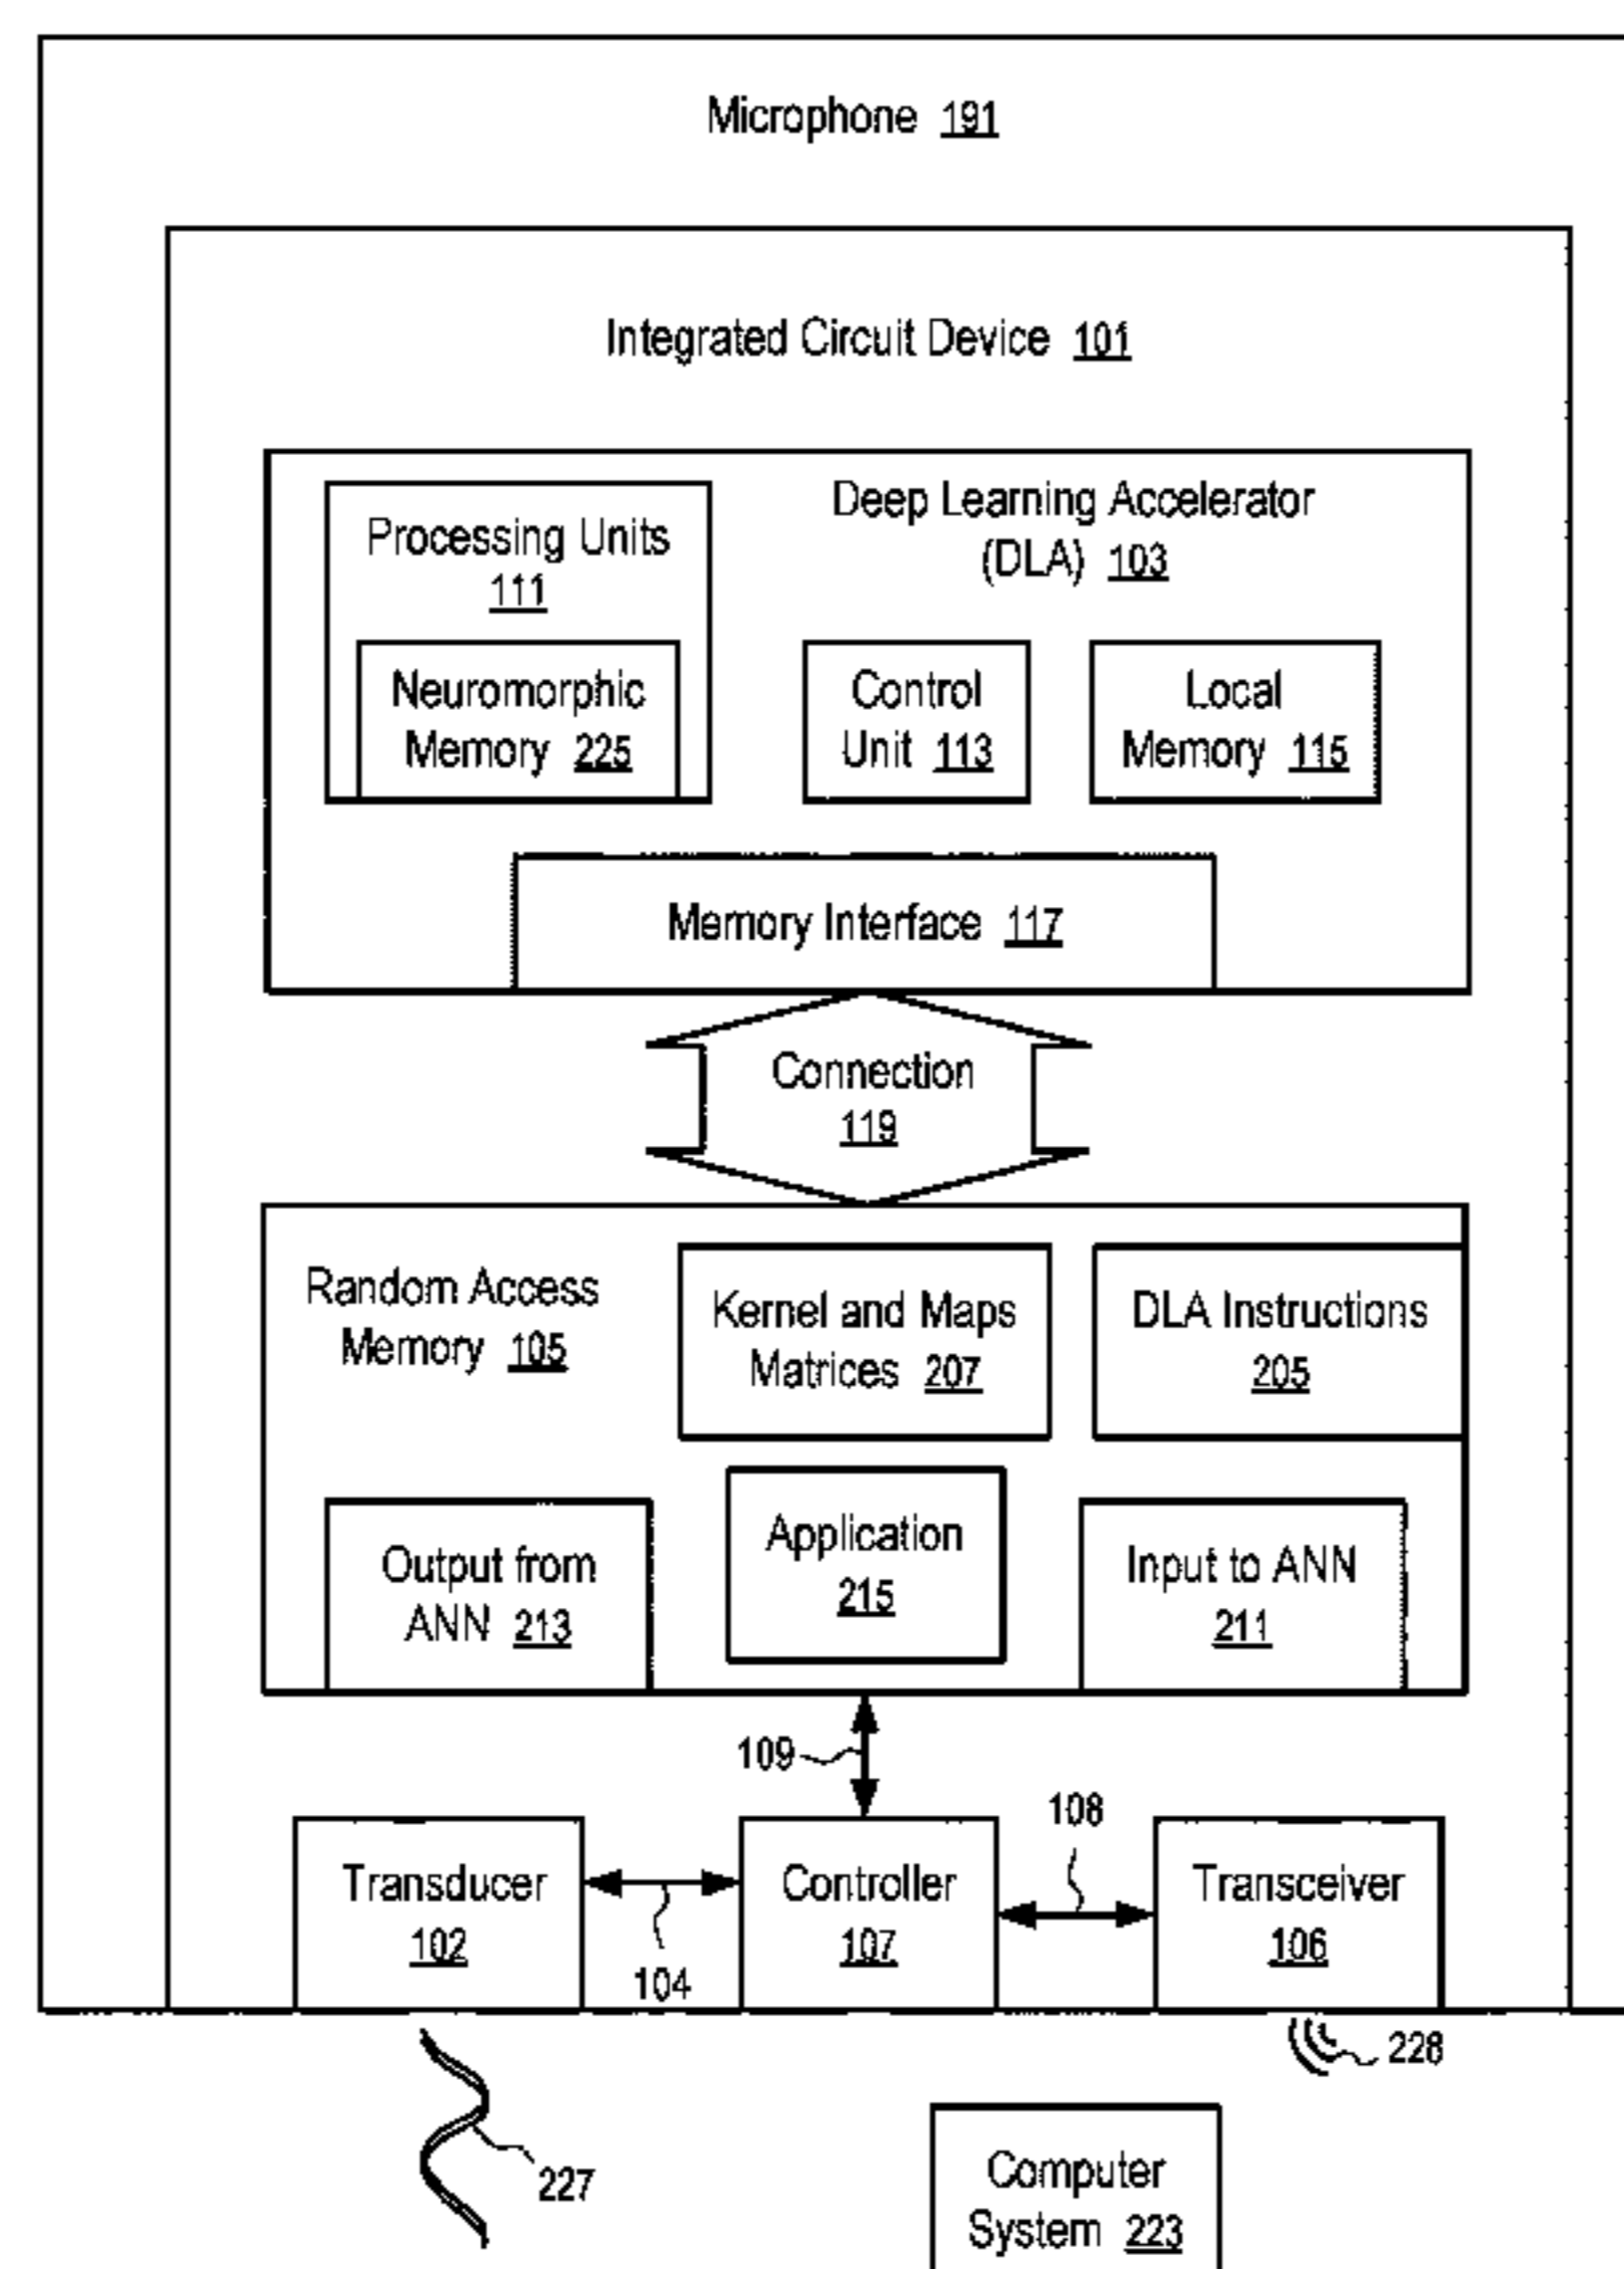 Microphone 191
Integrated Circuit Device 101
Deep Learning Accelerator
(DLA) 103
Processing Units
111
Neuromorphic
Memory 225
Control
Unit 113
Local
Memory 115
Memory Interface 117
Connection
119
Random Access
Memory 105
Kernel and Maps
Matrices 207
DLA Instructions
205
Output from
ANN 213
Application
215
Input to ANN
211
109
108
Transducer
102
104
Controller
107
Transceiver
106
228
227
Computer
System 223